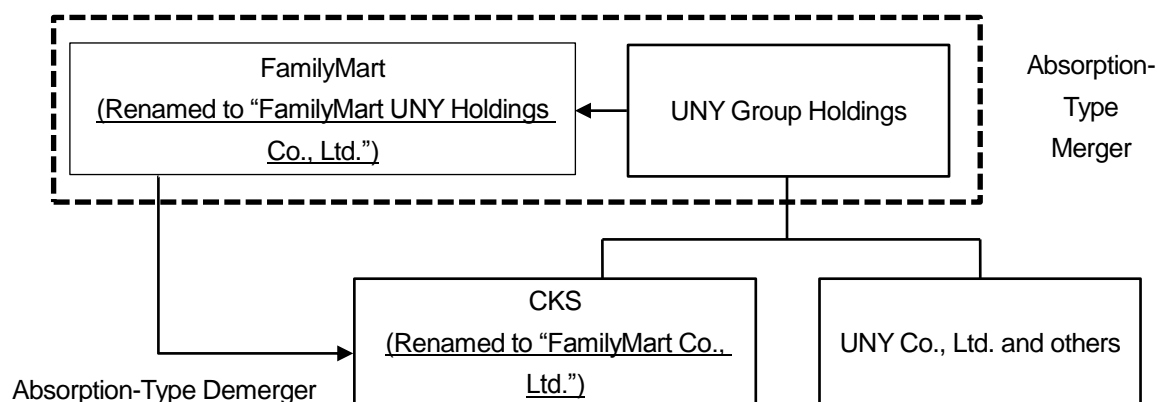 FamilyMart
(Renamed to “FamilyMart UNY Holdings
Co., Ltd.”)
UNY Group Holdings
Absorption-
Type
Merger
CKS
(Renamed to “FamilyMart Co.,
Ltd.”)
UNY Co., Ltd. and others
Absorption-Type Demerger